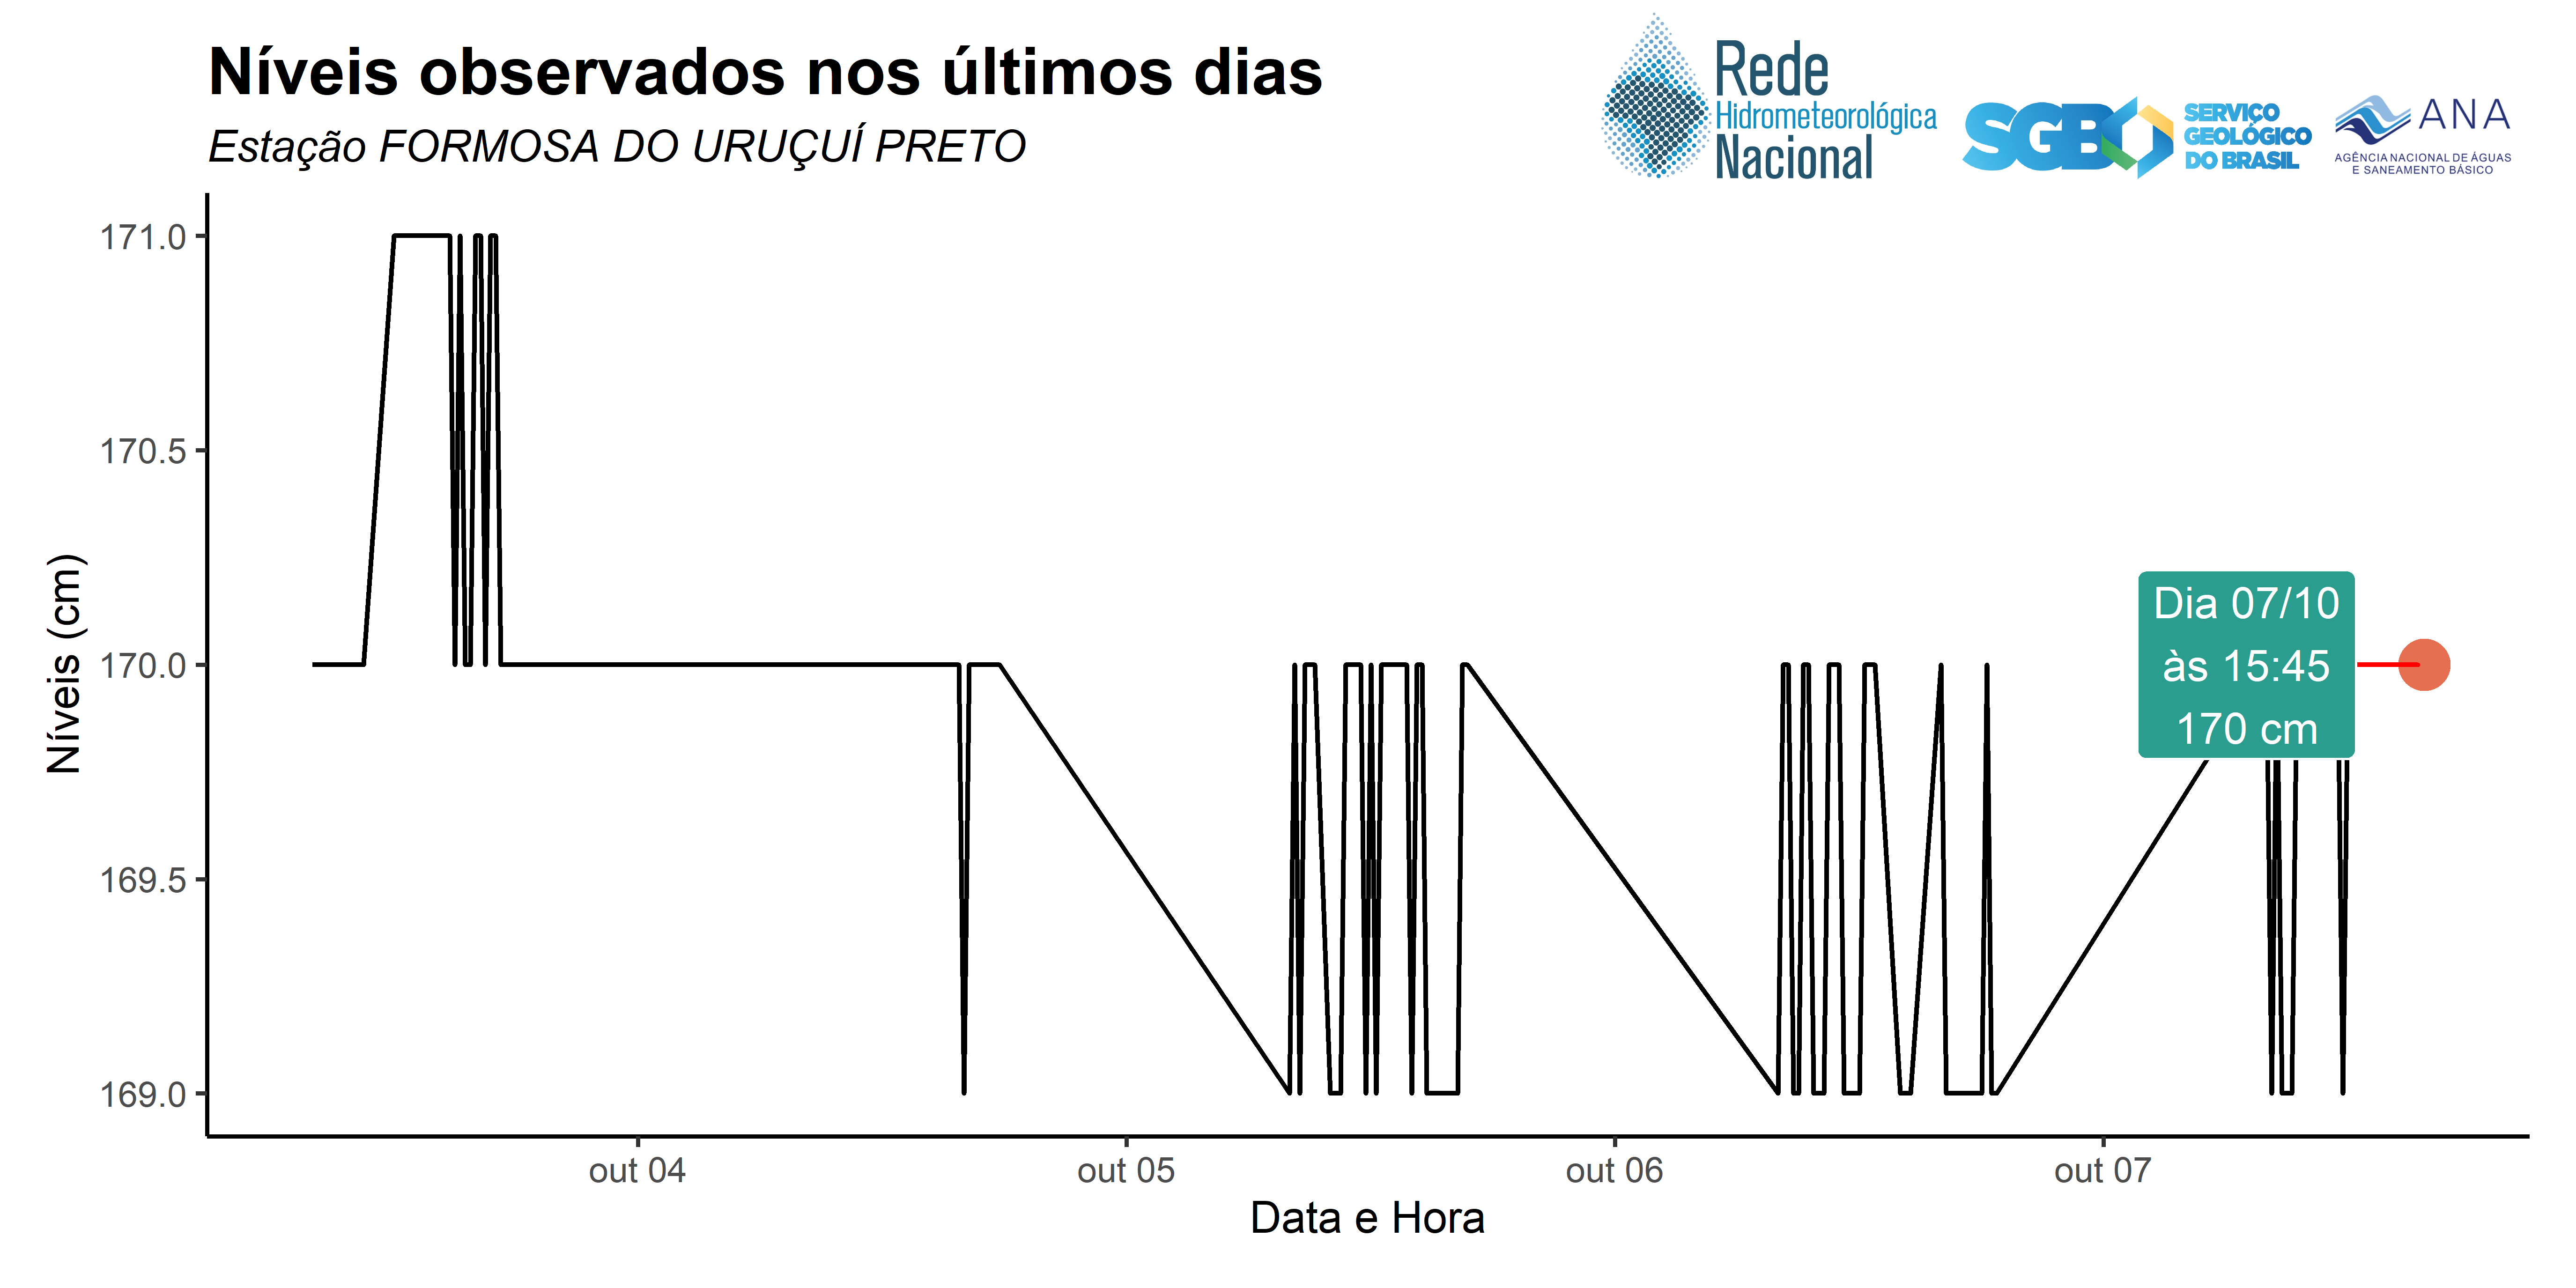 Níveis observados nos últimos dias
Estação FORMOSA DO URUÇUÍ PRETO
Rede
Hidrometeorológica
Nacional
SGB
SERVIÇO
GEOLÓGICO
DO BRASIL
ANA
AGÊNCIA NACIONAL DE ÁGUAS
E SANEAMENTO BÁSICO
Níveis (cm)
171.0
170.5
170.0
169.5
169.0
Dia 07/10
às 15:45
170 cm
out 04
out 05
out 06
out 07
Data e Hora